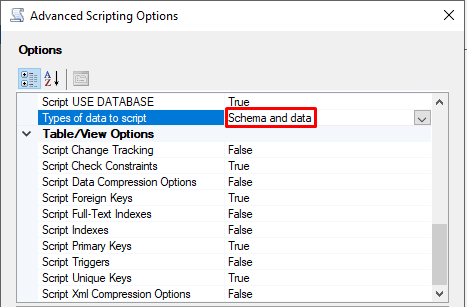 Advanced Scripting Options
Options
Script USE DATABASE True
Types of data to script Schema and data
Table/View Options
Script Change Tracking False
Script Check Constraints True
Script Data Compression Options False
Script Foreign Keys True
Script Full-Text Indexes False
Script Indexes False
Script Primary Keys True
Script Triggers False
Script Unique Keys True
Script Xml Compression Options False